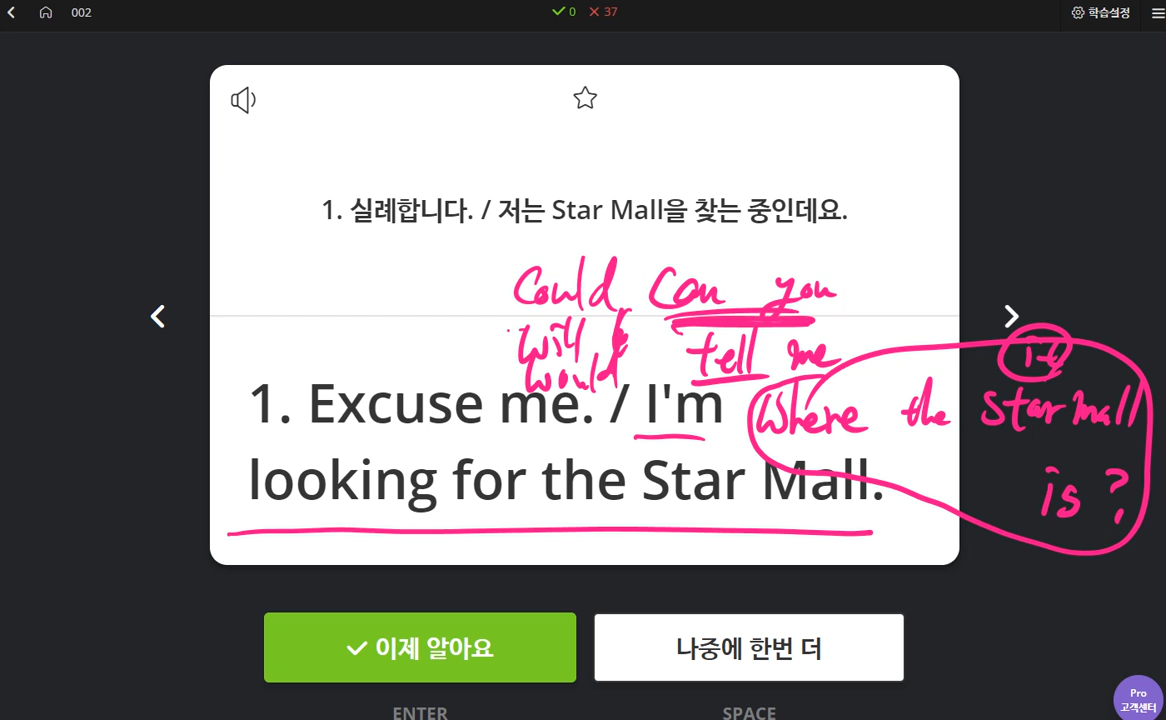 002 0 37 학습설정
1. 실례합니다. / 저는 Star Mall을 찾는 중인데요.
Could Can you
will tell me
would
it
1. Excuse me. / I'm
where the Star Mall
looking for the Star Mall.
is?
이제 알아요 나중에 한번 더
ENTER SPACE
Pro
고객센터